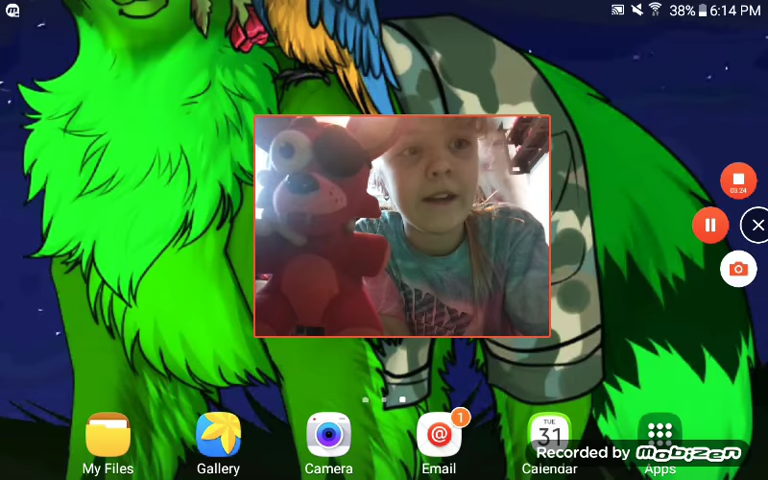 38% 6:14 PM
03:24
1
@
TUE
31
My Files
Gallery
Camera
Email
Calendar
Apps
Recorded by mobizen